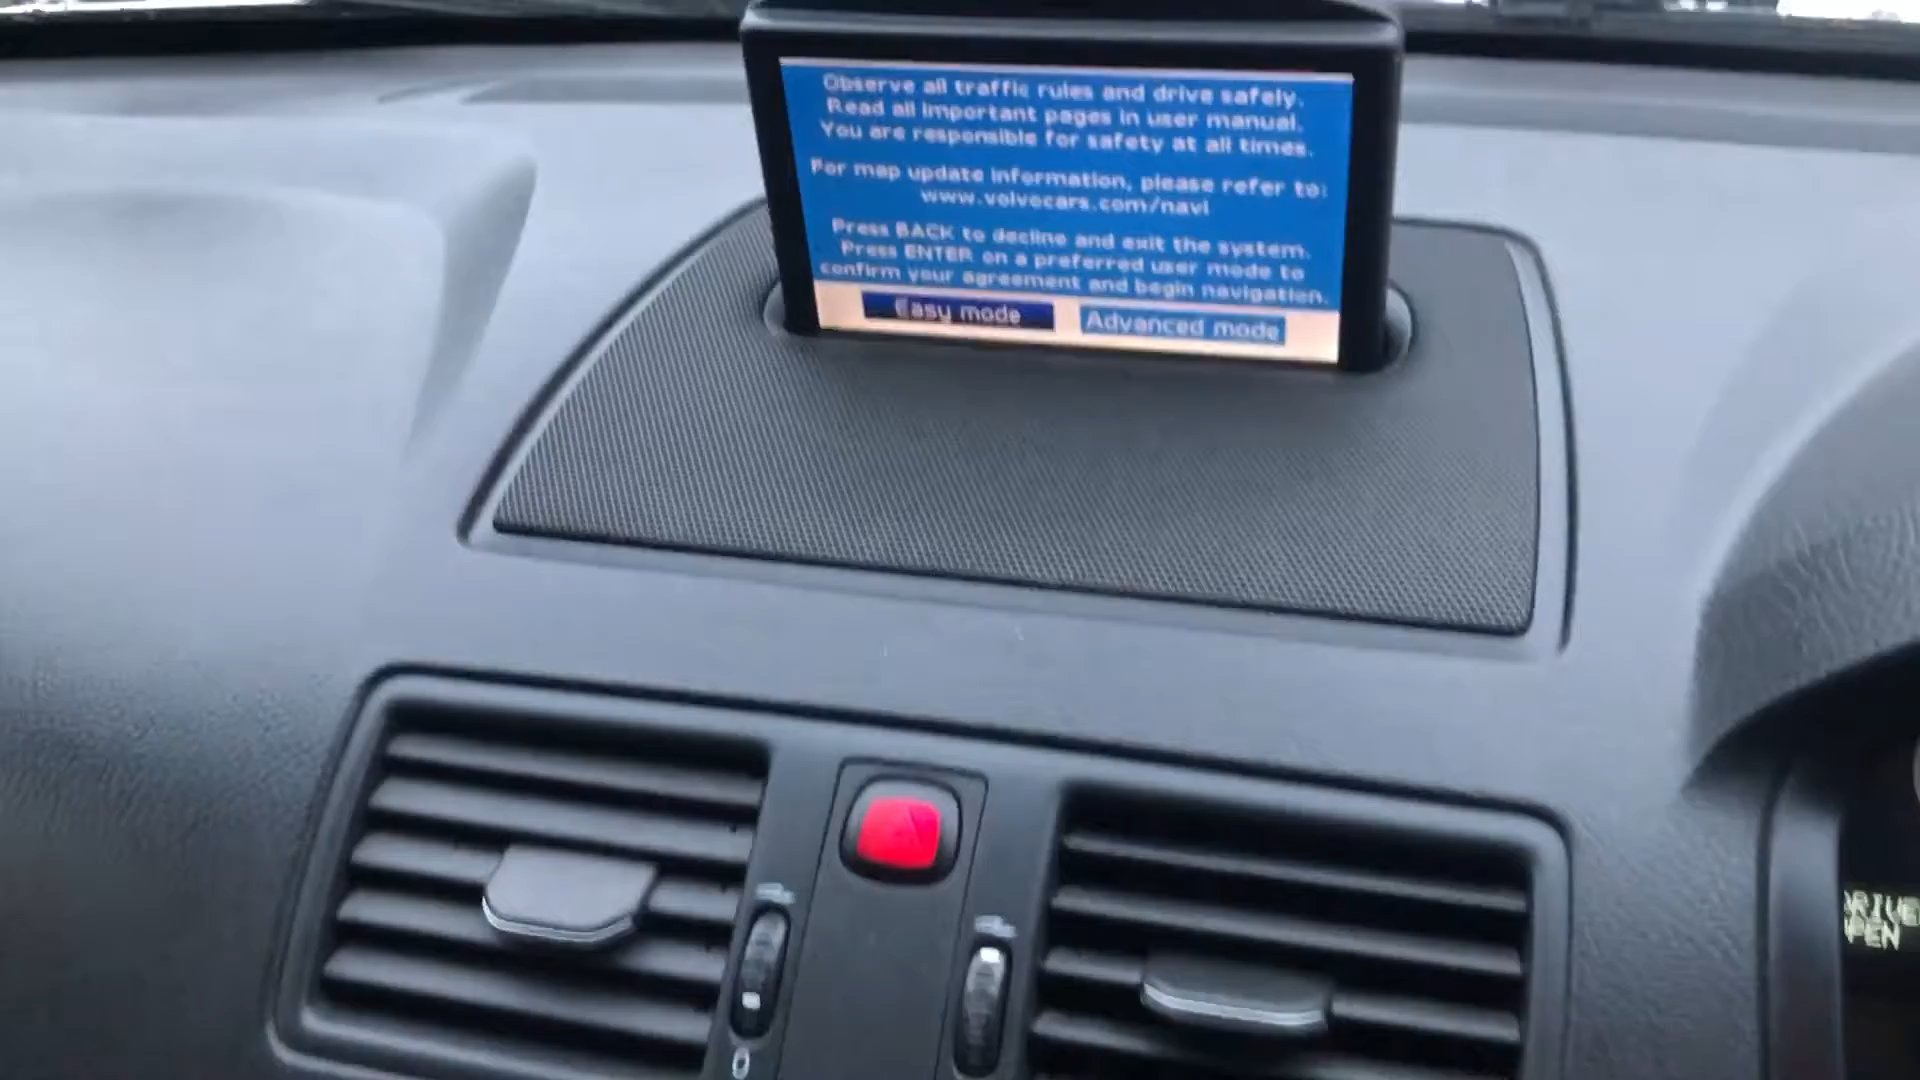 Observe all traffic rules and drive safely.
Read all important pages in user manual.
You are responsible for safety at all times.
For map update information, please refer to:
www.volvocars.com/navi
Press BACK to decline and exit the system.
Press ENTER on a preferred user mode to
confirm your agreement and begin navigation.
Easy mode
Advanced mode
0